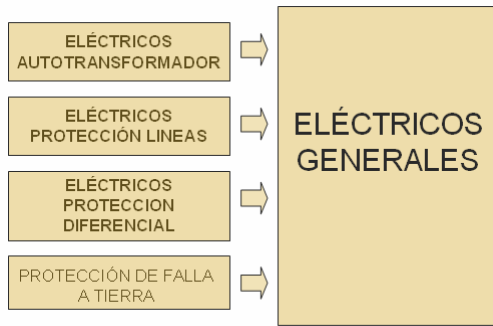 ELÉCTRICOS
AUTOTRANSFORMADOR
ELÉCTRICOS
PROTECCIÓN LINEAS
ELÉCTRICOS
PROTECCION
DIFERENCIAL
PROTECCIÓN DE FALLA
A TIERRA
ELÉCTRICOS
GENERALES